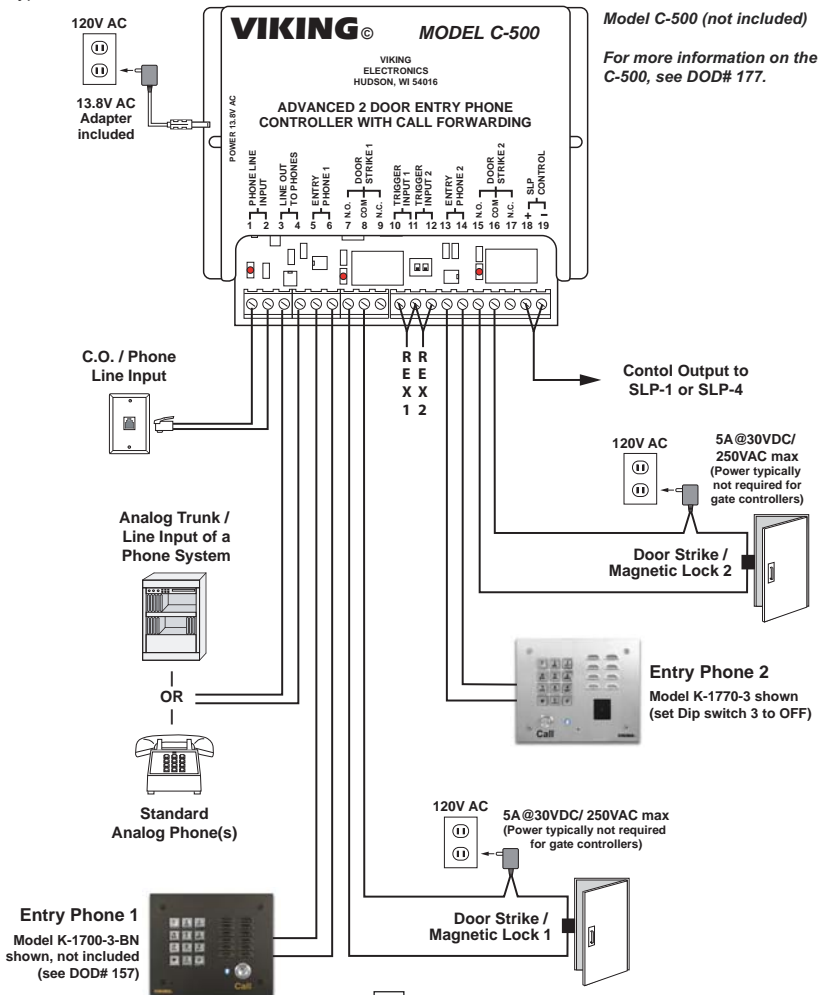 120V AC
13.8V AC
Adapter
included
POWER 13.8V AC
VIKING© MODEL C-500
VIKING
ELECTRONICS
HUDSON, WI 54016
ADVANCED 2 DOOR ENTRY PHONE
CONTROLLER WITH CALL FORWARDING
Model C-500 (not included)
For more information on the
C-500, see DOD# 177.
PHONE LINE
INPUT
LINE OUT
TO PHONES
ENTRY
PHONE 1
DOOR
STRIKE 1
N.O. COM N.C.
TRIGGER
INPUT 1
TRIGGER
INPUT 2
ENTRY
PHONE 2
DOOR
STRIKE 2
N.O. COM N.C.
SLP
CONTROL
+ –
1 2 3 4 5 6 7 8 9 10 11 12 13 14 15 16 17 18 19
REX1
REX2
C.O. / Phone
Line Input
Contol Output to
SLP-1 or SLP-4
120V AC
5A@30VDC/
250VAC max
(Power typically
not required for
gate controllers)
Door Strike /
Magnetic Lock 2
Analog Trunk /
Line Input of a
Phone System
OR
Standard
Analog Phone(s)
Call
Entry Phone 2
Model K-1770-3 shown
(set Dip switch 3 to OFF)
120V AC
5A@30VDC/ 250VAC max
(Power typically not required
for gate controllers)
Door Strike /
Magnetic Lock 1
Entry Phone 1
Model K-1700-3-BN
shown, not included
(see DOD# 157)
VIKING
Call